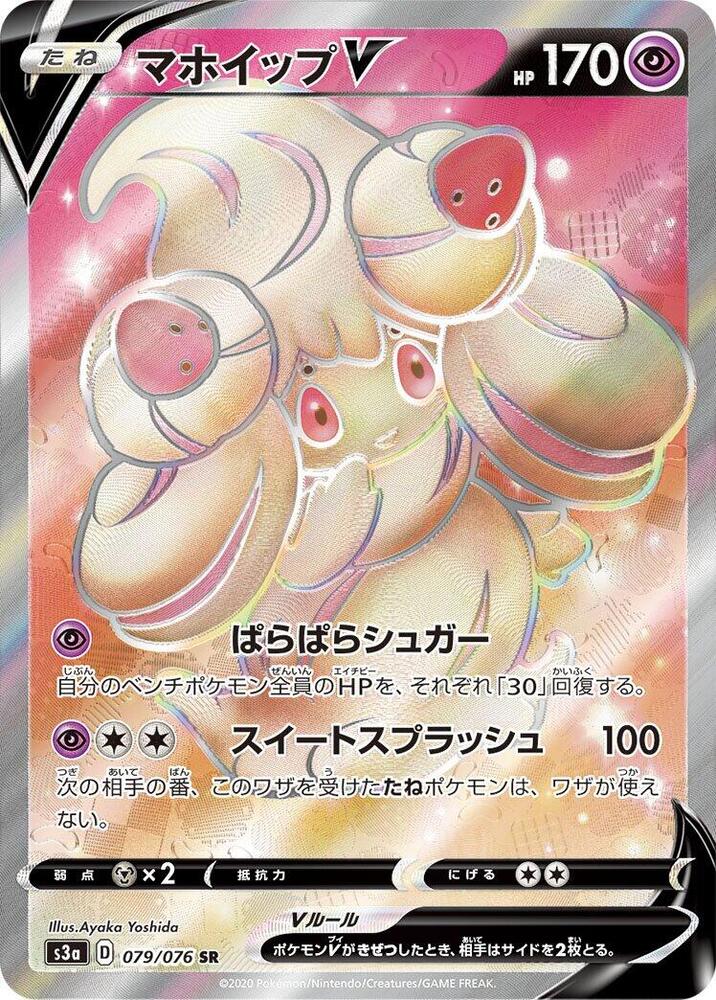 たね マホイップV HP 170
ぱらぱらシュガー
自分のベンチポケモン全員のHPを、それぞれ「30」回復する。
スイートスプラッシュ 100
次の相手の番、このワザを受けたたねポケモンは、ワザが使え
ない。
弱点 ×2 抵抗力 にげる
Illus.Ayaka Yoshida
Vルール
ポケモンVがきぜつしたとき、相手はサイドを2枚とる。
s3a D 079/076 SR
©2020 Pokémon/Nintendo/Creatures/GAME FREAK.